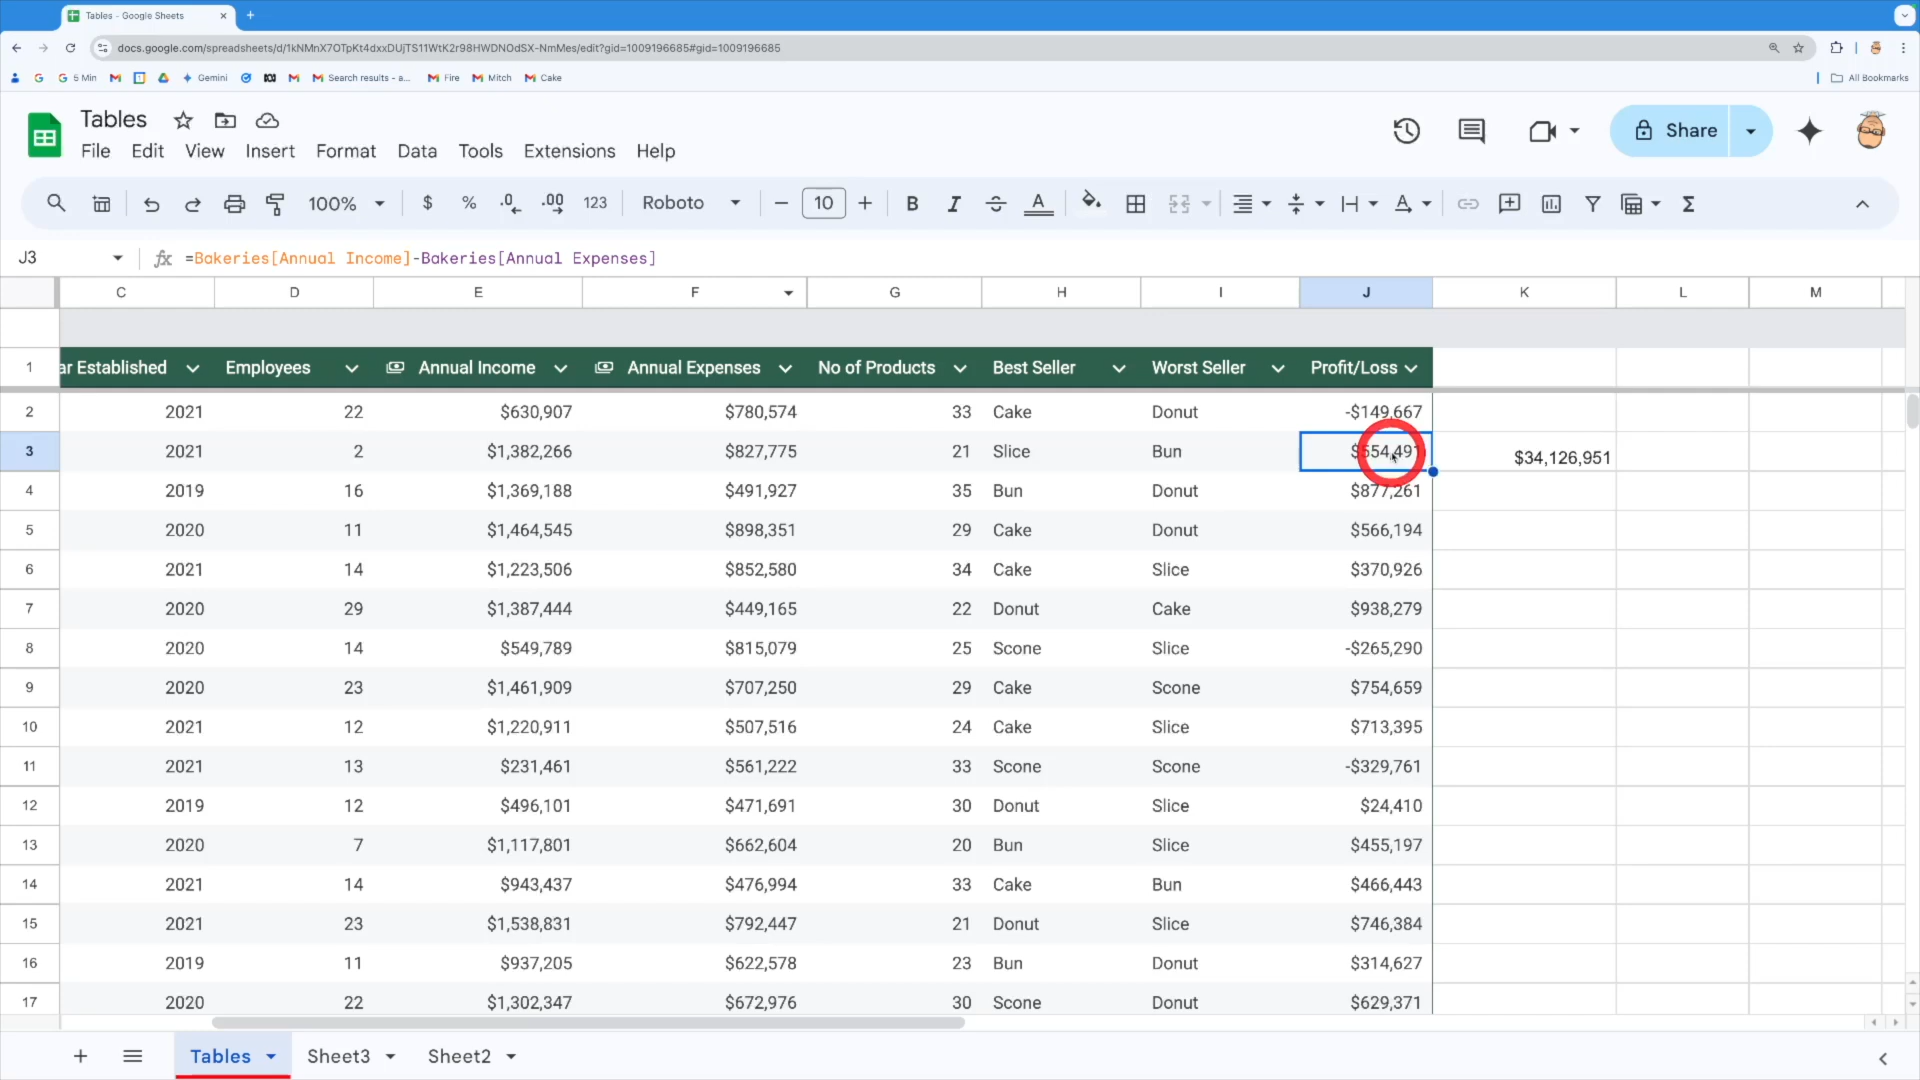 Tables - Google Sheets
docs.google.com/spreadsheets/d/1kNMnX7OTpKt4dxxDUjTS11WtK2r98HWDNOdSX-NmMes/edit?gid=1009196685#gid=1009196685
5 Min Gemini Search results - a... Fire Mitch Cake All Bookmarks
Tables
Share
File Edit View Insert Format Data Tools Extensions Help
100% $ % .0 .00 123 Roboto 10 B I A
J3 fx =Bakeries[Annual Income]-Bakeries[Annual Expenses]
C D E F G H I J K L M
1 ar Established Employees Annual Income Annual Expenses No of Products Best Seller Worst Seller Profit/Loss
2 2021 22 $630,907 $780,574 33 Cake Donut -$149,667
3 2021 2 $1,382,266 $827,775 21 Slice Bun $554,491 $34,126,951
4 2019 16 $1,369,188 $491,927 35 Bun Donut $877,261
5 2020 11 $1,464,545 $898,351 29 Cake Donut $566,194
6 2021 14 $1,223,506 $852,580 34 Cake Slice $370,926
7 2020 29 $1,387,444 $449,165 22 Donut Cake $938,279
8 2020 14 $549,789 $815,079 25 Scone Slice -$265,290
9 2020 23 $1,461,909 $707,250 29 Cake Scone $754,659
10 2021 12 $1,220,911 $507,516 24 Cake Slice $713,395
11 2021 13 $231,461 $561,222 33 Scone Scone -$329,761
12 2019 12 $496,101 $471,691 30 Donut Slice $24,410
13 2020 7 $1,117,801 $662,604 20 Bun Slice $455,197
14 2021 14 $943,437 $476,994 33 Cake Bun $466,443
15 2021 23 $1,538,831 $792,447 21 Donut Slice $746,384
16 2019 11 $937,205 $622,578 23 Bun Donut $314,627
17 2020 22 $1,302,347 $672,976 30 Scone Donut $629,371
Tables Sheet3 Sheet2